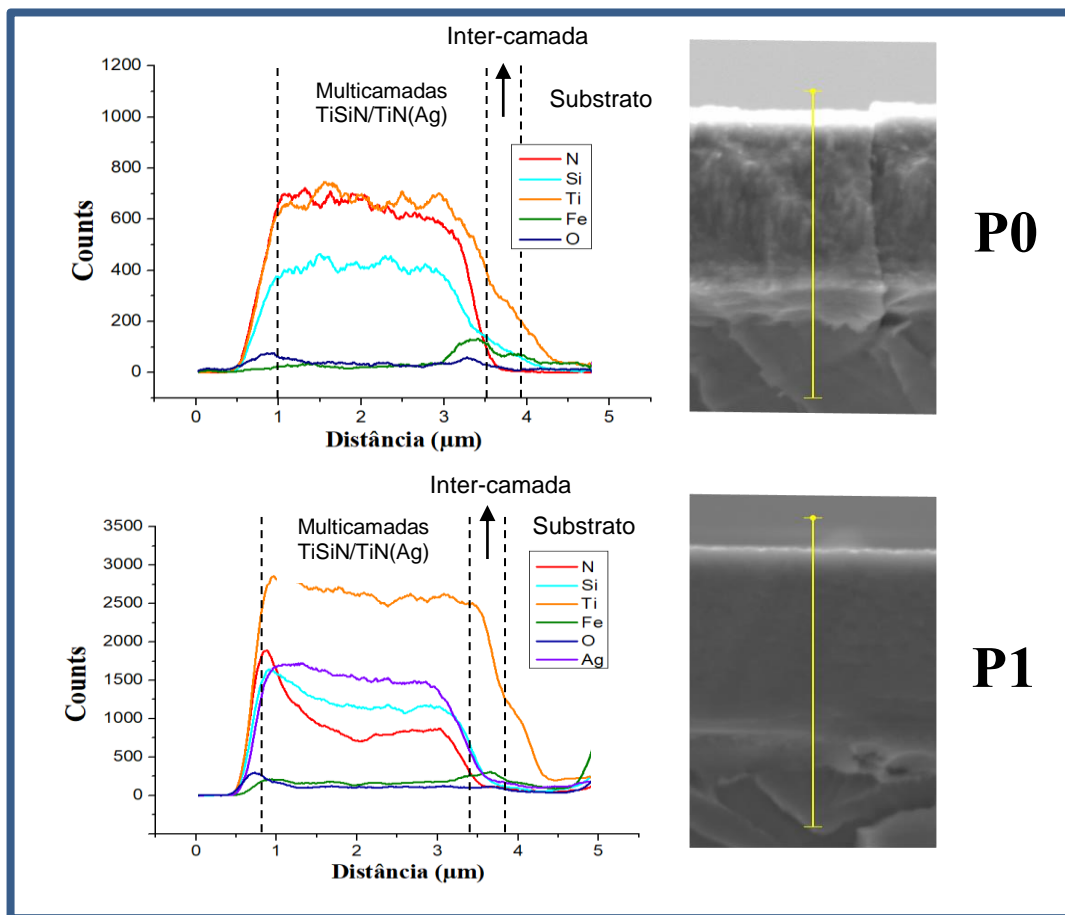 Inter-camada
1200
1000
800
600
400
200
0
Counts
Multicamadas
TiSiN/TiN(Ag)
Substrato
N
Si
Ti
Fe
O
0 1 2 3 4 5
Distância (µm)
P0
Inter-camada
3500
3000
2500
2000
1500
1000
500
0
Counts
Multicamadas
TiSiN/TiN(Ag)
Substrato
N
Si
Ti
Fe
O
Ag
0 1 2 3 4 5
Distância (µm)
P1